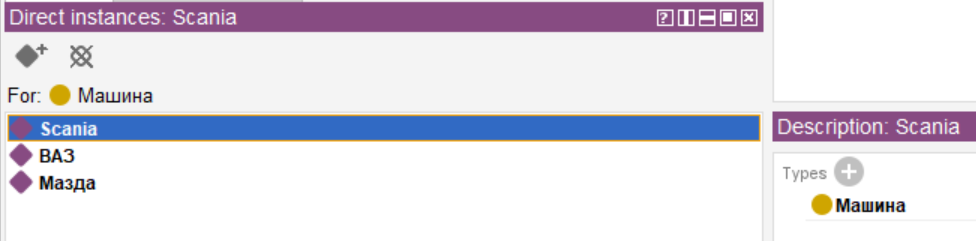 Direct instances: Scania
For: Машина
Scania
ВАЗ
Мазда
Description: Scania
Types
Машина